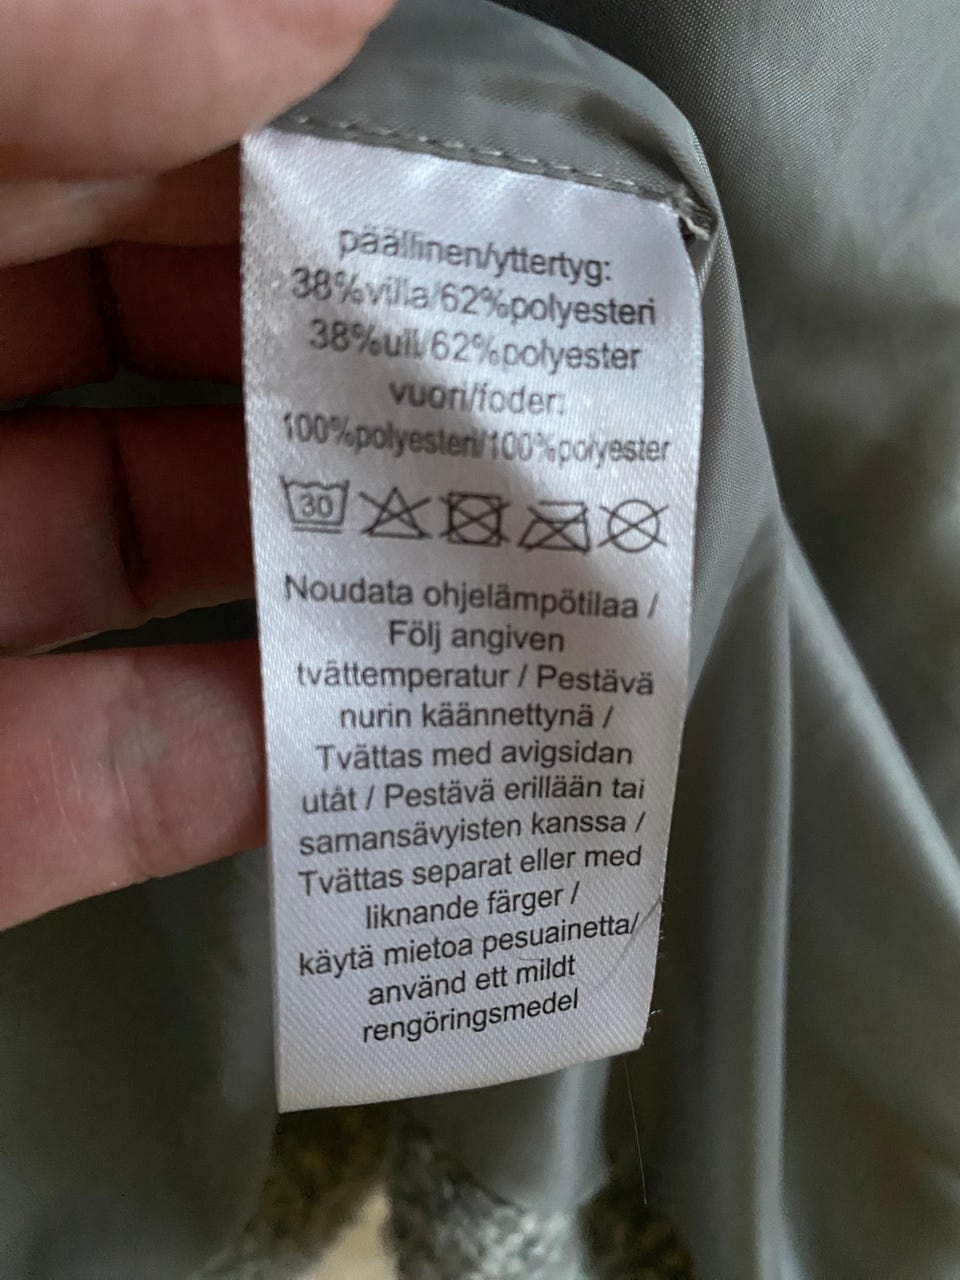 päällinen/yttertyg:
38%villa/62%polyesteri
38%ull/62%polyester
vuori/foder:
100%polyesteri/100%polyester
30
Noudata ohjelämpötilaa /
Följ angiven
tvättemperatur / Pestävä
nurin käännettynä /
Tvättas med avigsidan
utåt / Pestävä erillään tai
samansävyisten kanssa /
Tvättas separat eller med
liknande färger /
käytä mietoa pesuainetta/
använd ett mildt
rengöringsmedel